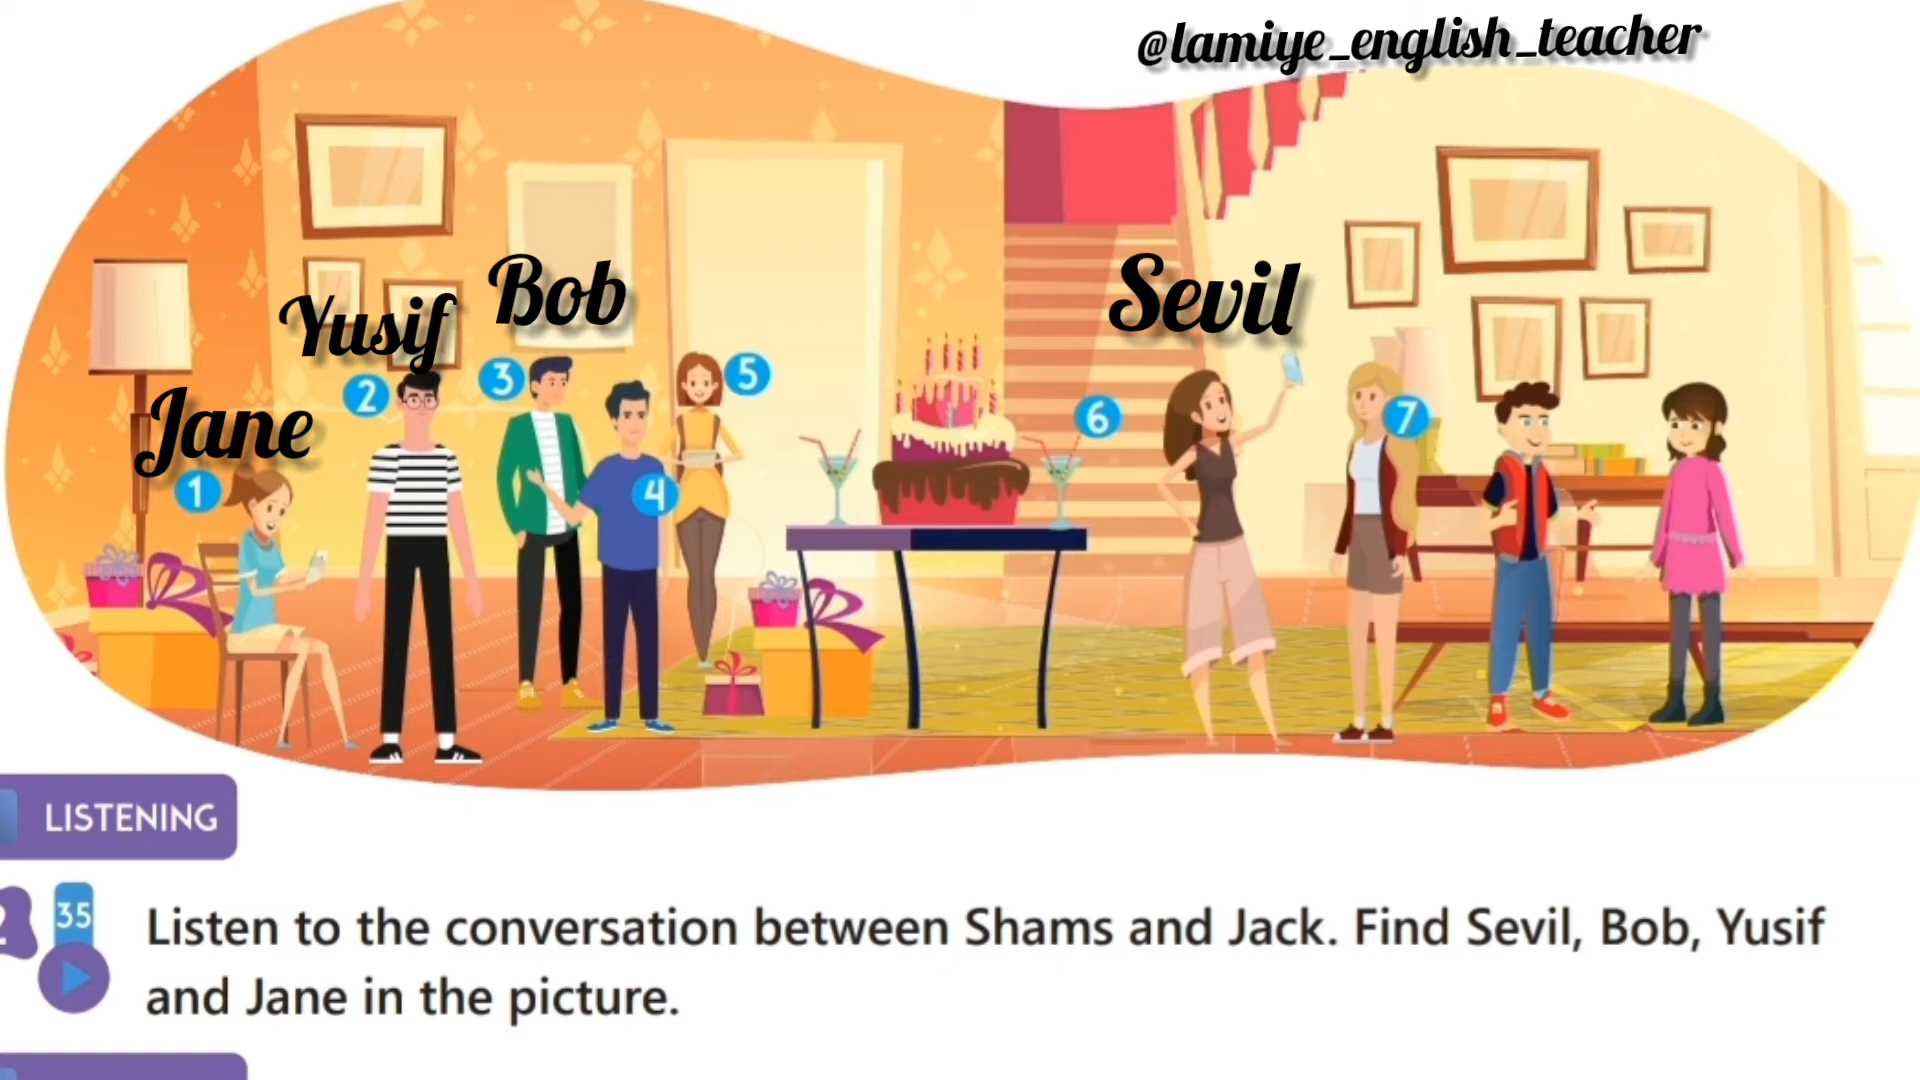 @lamiye_english_teacher
Bob
Sevil
Yusif
Jane
1
2
3
4
5
6
7
LISTENING
2
35
Listen to the conversation between Shams and Jack. Find Sevil, Bob, Yusif
and Jane in the picture.